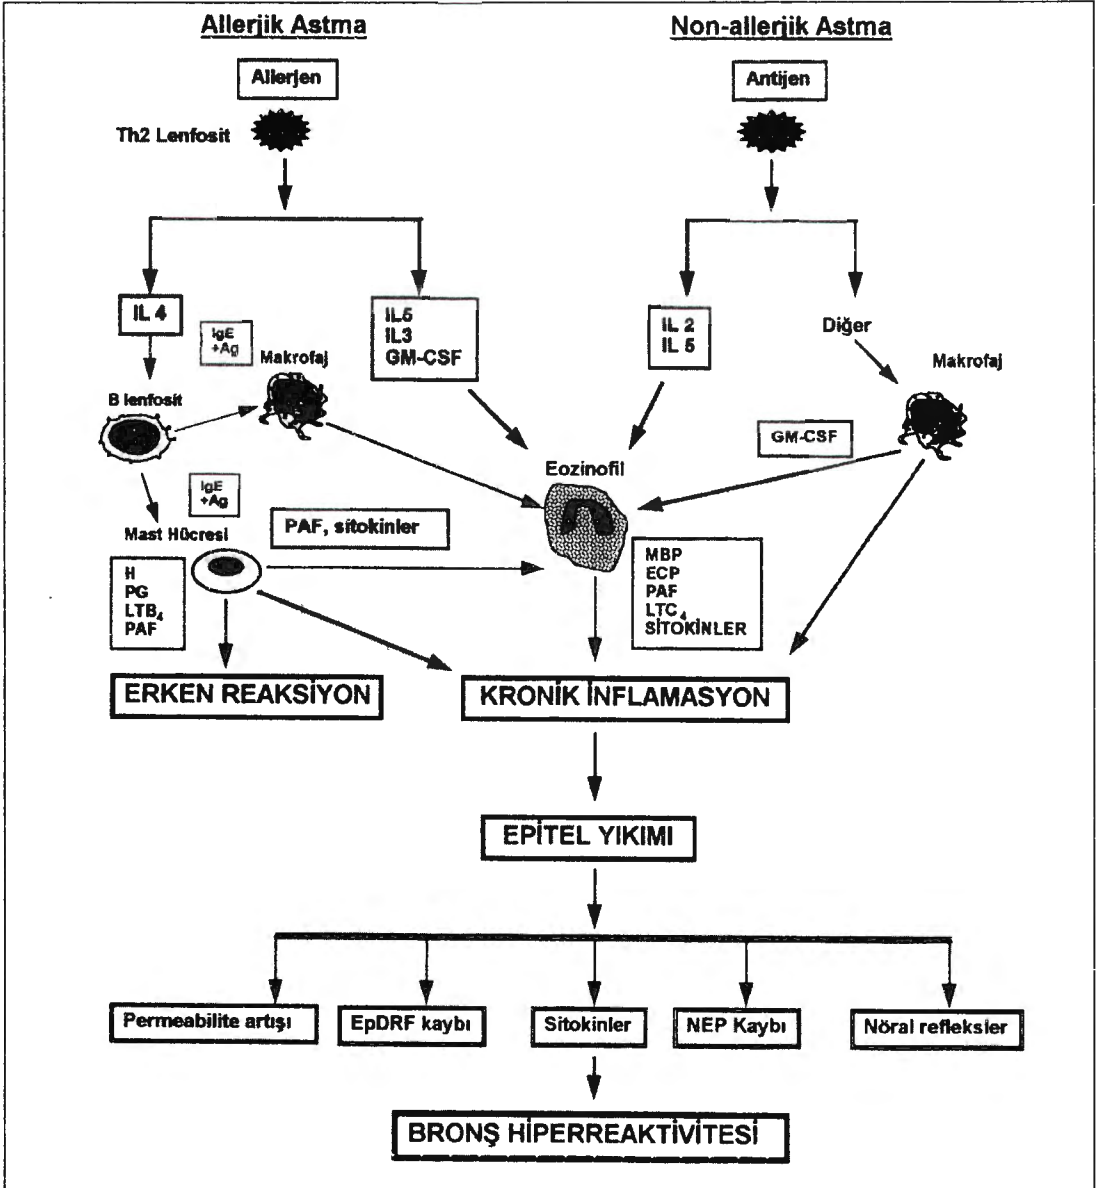 Allerjik Astma
Non-allerjik Astma
Allerjen
Antijen
Th2 Lenfosit
IL 4
IgE
+Ag
Makrofaj
IL5
IL3
GM-CSF
IL 2
IL 5
Diğer
Makrofaj
B lenfosit
GM-CSF
Eozinofil
IgE
+Ag
Mast Hücresi
PAF, sitokinler
H
PG
LTB4
PAF
MBP
ECP
PAF
LTC4
SİTOKİNLER
ERKEN REAKSİYON
KRONİK İNFLAMASYON
EPİTEL YIKIMI
Permeabilite artışı
EpDRF kaybı
Sitokinler
NEP Kaybı
Nöral refleksler
BRONŞ HİPERREAKTİVİTESİ